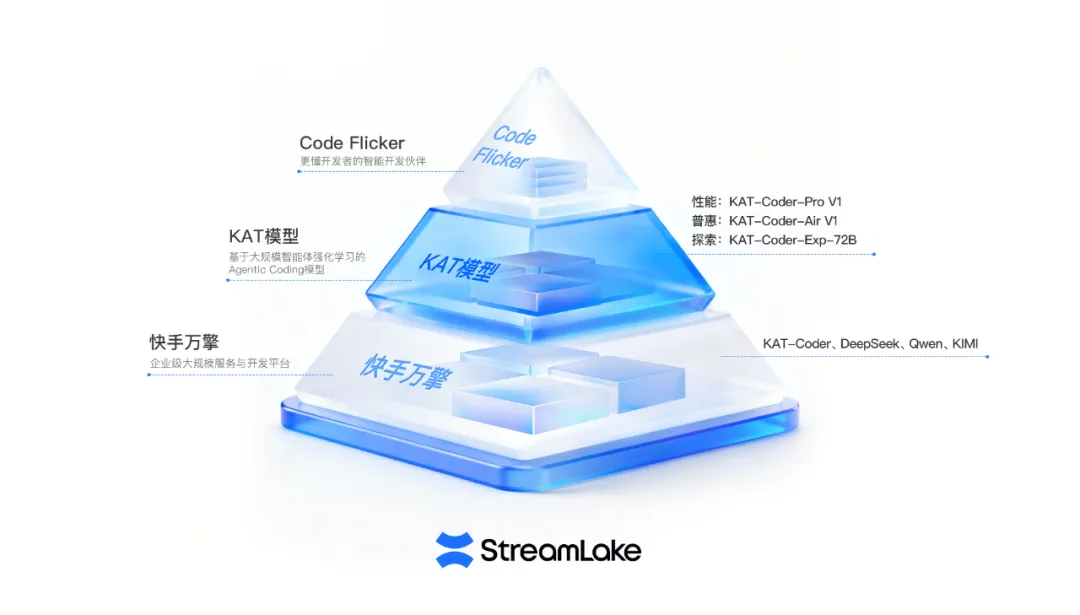 Code Flicker
更懂开发者的智能开发伙伴
Code
Flicker
KAT模型
基于大规模智能体强化学习的
Agentic Coding模型
KAT模型
性能：KAT-Coder-Pro V1
普惠：KAT-Coder-Air V1
探索：KAT-Coder-Exp-72B
快手万擎
企业级大规模服务与开发平台
快手万擎
KAT-Coder、DeepSeek、Qwen、KIMI
StreamLake